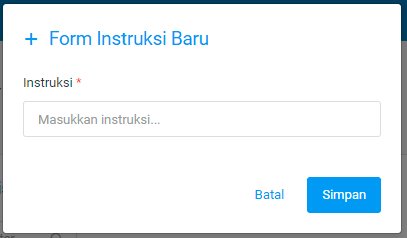 + Form Instruksi Baru
Instruksi *
Masukkan instruksi...
Batal
Simpan